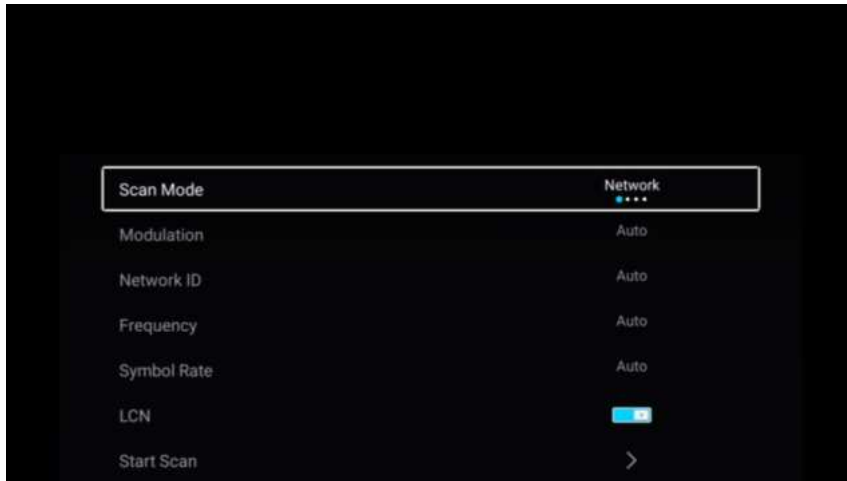 Scan Mode Network
Modulation Auto
Network ID Auto
Frequency Auto
Symbol Rate Auto
LCN
Start Scan